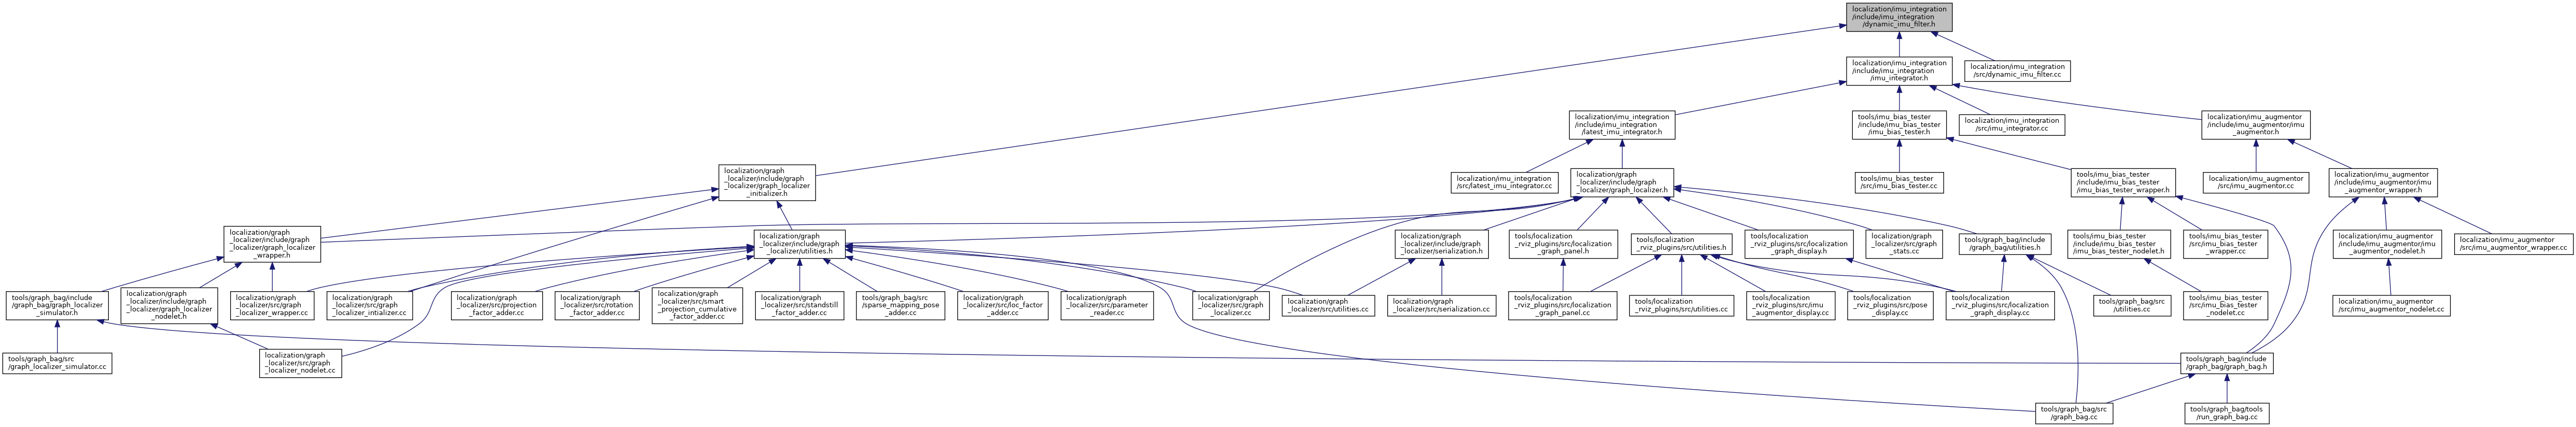 localization/imu_integration
/include/imu_integration
/dynamic_imu_filter.h
localization/imu_integration
/include/imu_integration
/imu_integrator.h
localization/imu_integration
/src/dynamic_imu_filter.cc
localization/imu_integration
/include/imu_integration
/latest_imu_integrator.h
tools/imu_bias_tester
/include/imu_bias_tester
/imu_bias_tester.h
localization/imu_integration
/src/imu_integrator.cc
localization/imu_augmentor
/include/imu_augmentor/imu
_augmentor.h
localization/graph
_localizer/include/graph
_localizer/graph_localizer
_initializer.h
localization/imu_integration
/src/latest_imu_integrator.cc
localization/graph
_localizer/include/graph
_localizer/graph_localizer.h
tools/imu_bias_tester
/src/imu_bias_tester.cc
tools/imu_bias_tester
/include/imu_bias_tester
/imu_bias_tester_wrapper.h
localization/imu_augmentor
/src/imu_augmentor.cc
localization/imu_augmentor
/include/imu_augmentor/imu
_augmentor_wrapper.h
localization/graph
_localizer/include/graph
_localizer/graph_localizer
_wrapper.h
localization/graph
_localizer/include/graph
_localizer/utilities.h
localization/graph
_localizer/include/graph
_localizer/serialization.h
tools/localization
_rviz_plugins/src/localization
_graph_panel.h
tools/localization
_rviz_plugins/src/utilities.h
tools/localization
_rviz_plugins/src/localization
_graph_display.h
localization/graph
_localizer/src/graph
_stats.cc
tools/graph_bag/include
/graph_bag/utilities.h
tools/imu_bias_tester
/include/imu_bias_tester
/imu_bias_tester_nodelet.h
tools/imu_bias_tester
/src/imu_bias_tester
_wrapper.cc
localization/imu_augmentor
/include/imu_augmentor/imu
_augmentor_nodelet.h
localization/imu_augmentor
/src/imu_augmentor_wrapper.cc
tools/graph_bag/include
/graph_bag/graph_localizer
_simulator.h
localization/graph
_localizer/include/graph
_localizer/graph_localizer
_nodelet.h
localization/graph
_localizer/src/graph
_localizer_wrapper.cc
localization/graph
_localizer/src/graph
_localizer_intializer.cc
localization/graph
_localizer/src/projection
_factor_adder.cc
localization/graph
_localizer/src/rotation
_factor_adder.cc
localization/graph
_localizer/src/smart
_projection_cumulative
_factor_adder.cc
localization/graph
_localizer/src/standstill
_factor_adder.cc
tools/graph_bag/src
/sparse_mapping_pose
_adder.cc
localization/graph
_localizer/src/loc_factor
_adder.cc
localization/graph
_localizer/src/parameter
_reader.cc
localization/graph
_localizer/src/graph
_localizer.cc
localization/graph
_localizer/src/utilities.cc
localization/graph
_localizer/src/serialization.cc
tools/localization
_rviz_plugins/src/localization
_graph_panel.cc
tools/localization
_rviz_plugins/src/utilities.cc
tools/localization
_rviz_plugins/src/imu
_augmentor_display.cc
tools/localization
_rviz_plugins/src/pose
_display.cc
tools/localization
_rviz_plugins/src/localization
_graph_display.cc
tools/graph_bag/src
/utilities.cc
tools/imu_bias_tester
/src/imu_bias_tester
_nodelet.cc
localization/imu_augmentor
/src/imu_augmentor_nodelet.cc
tools/graph_bag/src
/graph_localizer_simulator.cc
localization/graph
_localizer/src/graph
_localizer_nodelet.cc
tools/graph_bag/include
/graph_bag/graph_bag.h
tools/graph_bag/src
/graph_bag.cc
tools/graph_bag/tools
/run_graph_bag.cc